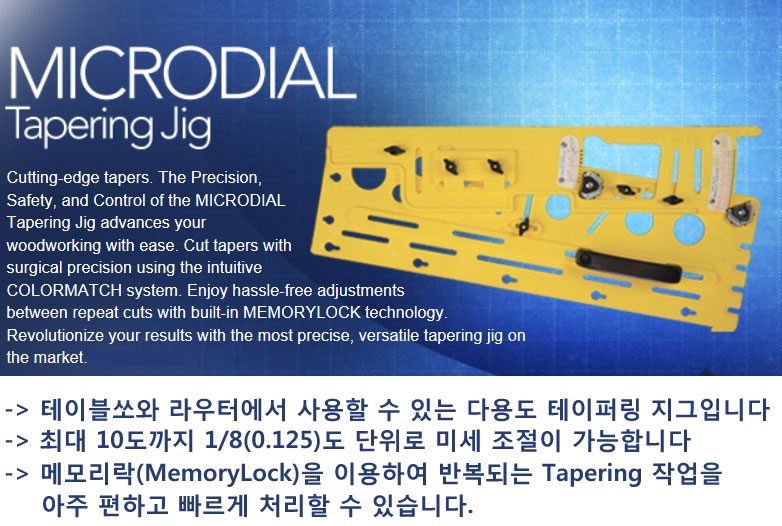 MICRODIAL
Tapering Jig
Cutting-edge tapers. The Precision,
Safety, and Control of the MICRODIAL
Tapering Jig advances your
woodworking with ease. Cut tapers with
surgical precision using the intuitive
COLORMATCH system. Enjoy hassle-free adjustments
between repeat cuts with built-in MEMORYLOCK technology.
Revolutionize your results with the most precise, versatile tapering jig on
the market.
-> 테이블쏘와 라우터에서 사용할 수 있는 다용도 테이퍼링 지그입니다
-> 최대 10도까지 1/8(0.125)도 단위로 미세 조절이 가능합니다
-> 메모리락(MemoryLock)을 이용하여 반복되는 Tapering 작업을
아주 편하고 빠르게 처리할 수 있습니다.